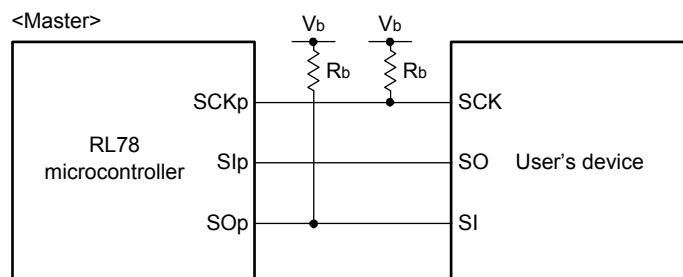 <Master>
Vb
Vb
Rb
Rb
SCKp
SCK
RL78
microcontroller
SIp
SO
User's device
SOp
SI